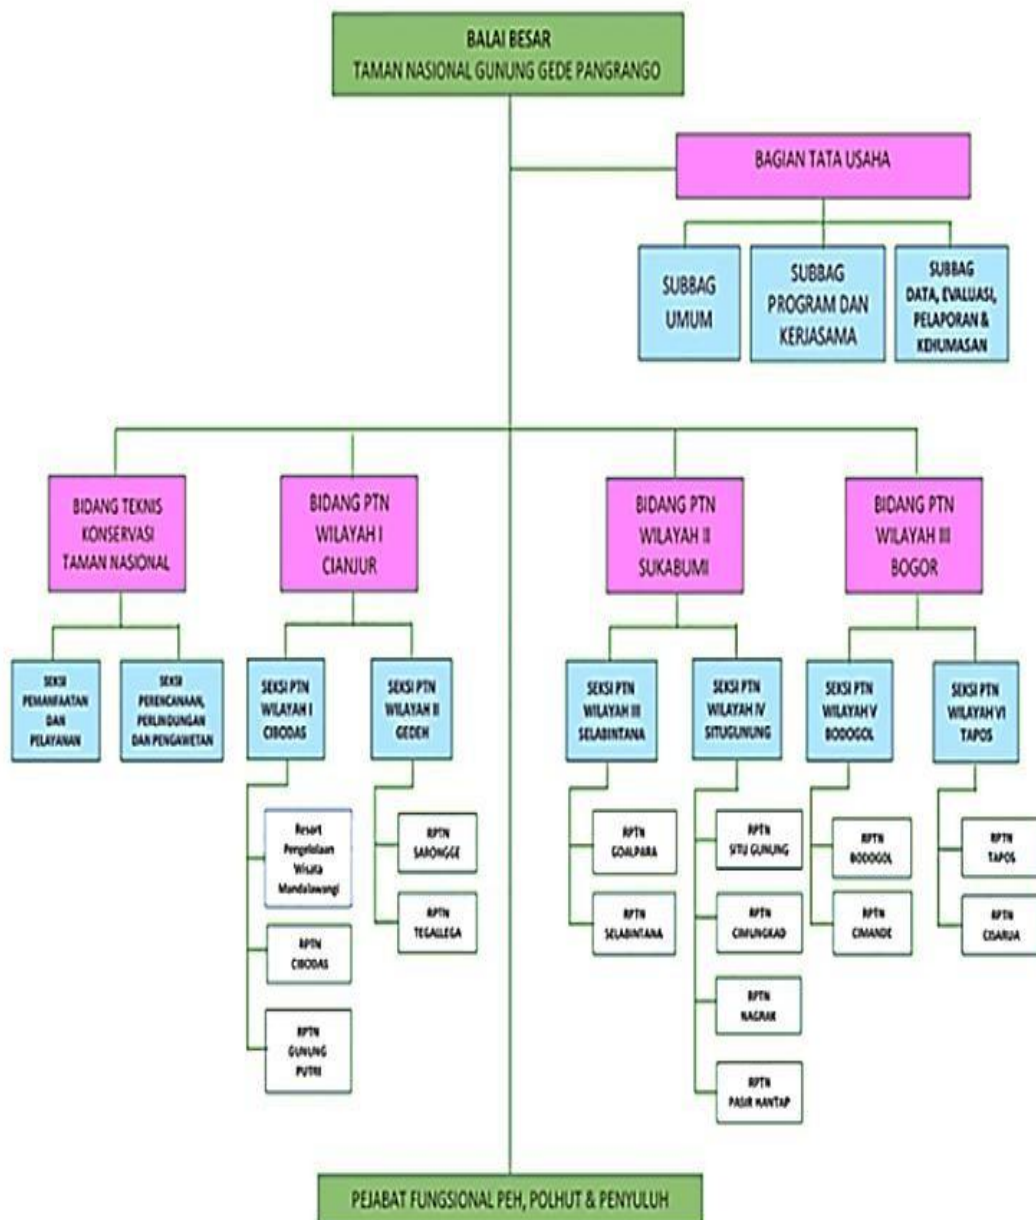 BALAI BESAR
TAMAN NASIONAL GUNUNG GEDE PANGRANGO
BAGIAN TATA USAHA
SUBBAG
UMUM
SUBBAG
PROGRAM DAN
KERJASAMA
SUBBAG
DATA, EVALUASI,
PELAPORAN &
KEHUMASAN
BIDANG TEKNIS
KONSERVASI
TAMAN NASIONAL
BIDANG PTN
WILAYAH I
CIANJUR
BIDANG PTN
WILAYAH II
SUKABUMI
BIDANG PTN
WILAYAH III
BOGOR
SEKSI
PEMANFAATAN
DAN
PELAYANAN
SEKSI
PERENCANAAN,
PERLINDUNGAN
DAN PENGAWETAN
SEKSI PTN
WILAYAH I
CIBODAS
SEKSI PTN
WILAYAH II
GEDEH
SEKSI PTN
WILAYAH III
SELABINTANA
SEKSI PTN
WILAYAH IV
SITUGUNUNG
SEKSI PTN
WILAYAH V
BODOGOL
SEKSI PTN
WILAYAH VI
TAPOS
Resort
Pengelolaan
Wisata
Mandalawangi
RPTN
CIBODAS
RPTN
GUNUNG
PUTRI
RPTN
SARONGGE
RPTN
TEGALLEGA
RPTN
GOALPARA
RPTN
SELABINTANA
RPTN
SITU GUNUNG
RPTN
CIMUNGKAD
RPTN
NAGRAK
RPTN
PASIR HANTAP
RPTN
BODOGOL
RPTN
CIMANDE
RPTN
TAPOS
RPTN
CISARUA
PEJABAT FUNGSIONAL PEH, POLHUT & PENYULUH